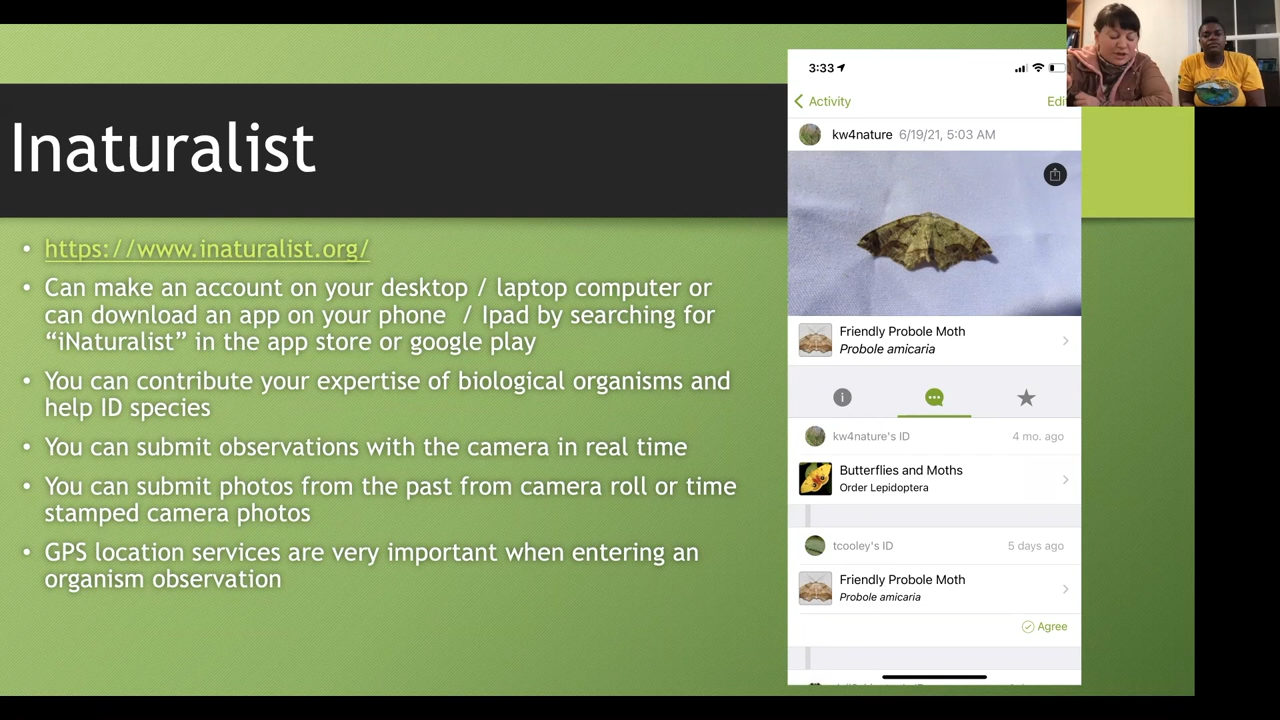 Inaturalist
• https://www.inaturalist.org/
• Can make an account on your desktop / laptop computer or
can download an app on your phone / Ipad by searching for
“iNaturalist” in the app store or google play
• You can contribute your expertise of biological organisms and
help ID species
• You can submit observations with the camera in real time
• You can submit photos from the past from camera roll or time
stamped camera photos
• GPS location services are very important when entering an
organism observation
3:33
Activity
kw4nature 6/19/21, 5:03 AM
Friendly Probole Moth
Probole amicaria
kw4nature's ID 4 mo. ago
Butterflies and Moths
Order Lepidoptera
tcooley's ID 5 days ago
Friendly Probole Moth
Probole amicaria
Agree